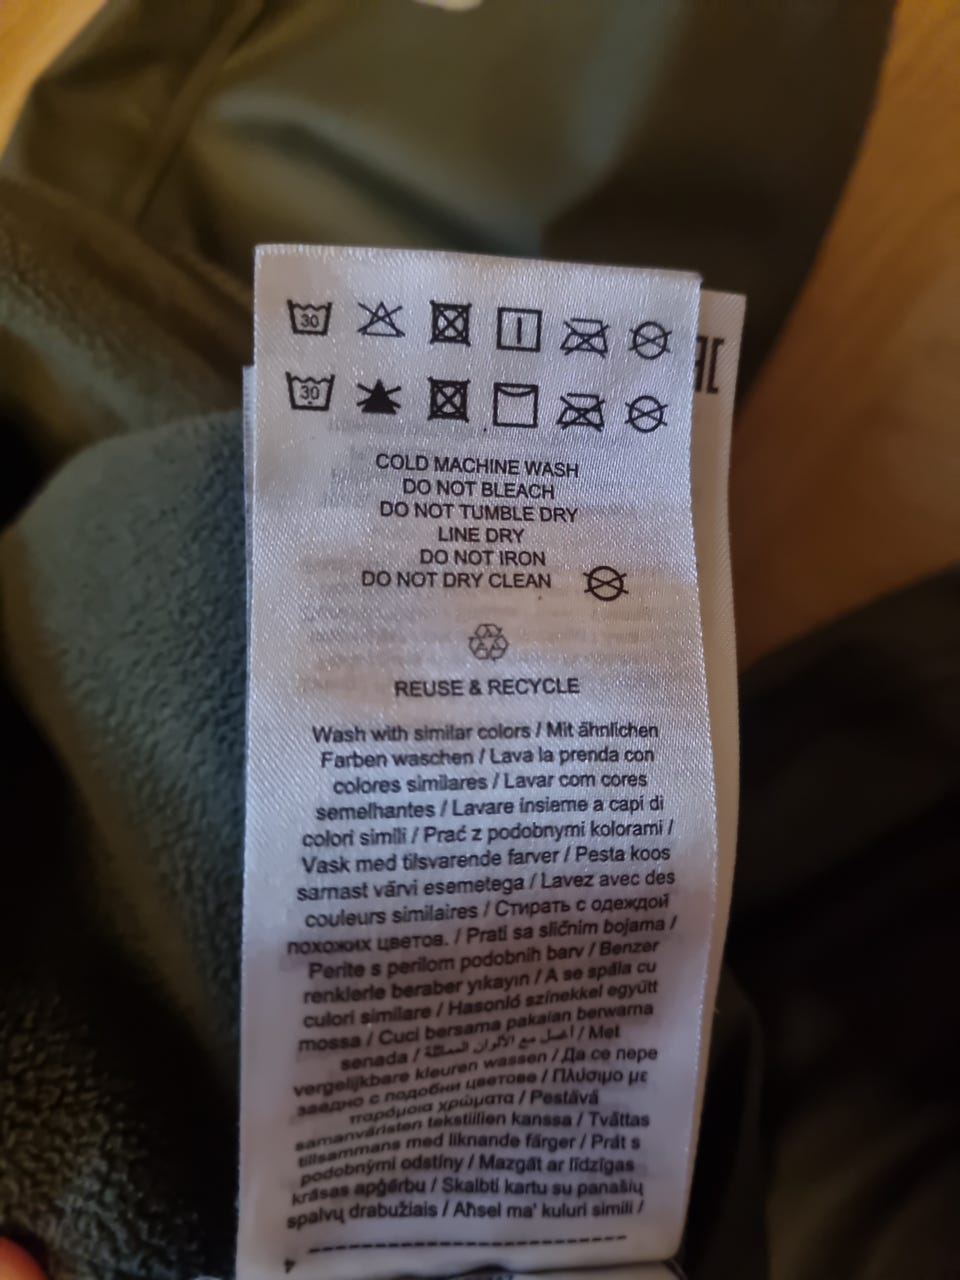 30
30
COLD MACHINE WASH
DO NOT BLEACH
DO NOT TUMBLE DRY
LINE DRY
DO NOT IRON
DO NOT DRY CLEAN
REUSE & RECYCLE
Wash with similar colors / Mit ähnlichen
Farben waschen / Lava la prenda con
colores similares / Lavar com cores
semelhantes / Lavare insieme a capi di
colori simili / Prać z podobnymi kolorami /
Vask med tilsvarende farver / Pesta koos
sarnast värvi esemetega / Lavez avec des
couleurs similaires / Стирать с одеждой
похожих цветов. / Prati sa sličnim bojama /
Perite s perilom podobnih barv / Benzer
renklerle beraber yıkayın / A se spăla cu
culori similare / Hasonló színekkel együtt
mossa / Cuci bersama pakaian berwarna
senada / اغسل مع الألوان المماثلة / Met
vergelijkbare kleuren wassen / Да се пере
заедно с подобни цветове / Πλύσιμο με
παρόμοια χρώματα / Pestävä
samanväristen tekstiilien kanssa / Tvättas
tillsammans med liknande färger / Prát s
podobnými odstíny / Mazgāt ar līdzīgas
krāsas apģērbu / Skalbti kartu su panašių
spalvų drabužiais / Aħsel ma' kuluri simili /
4